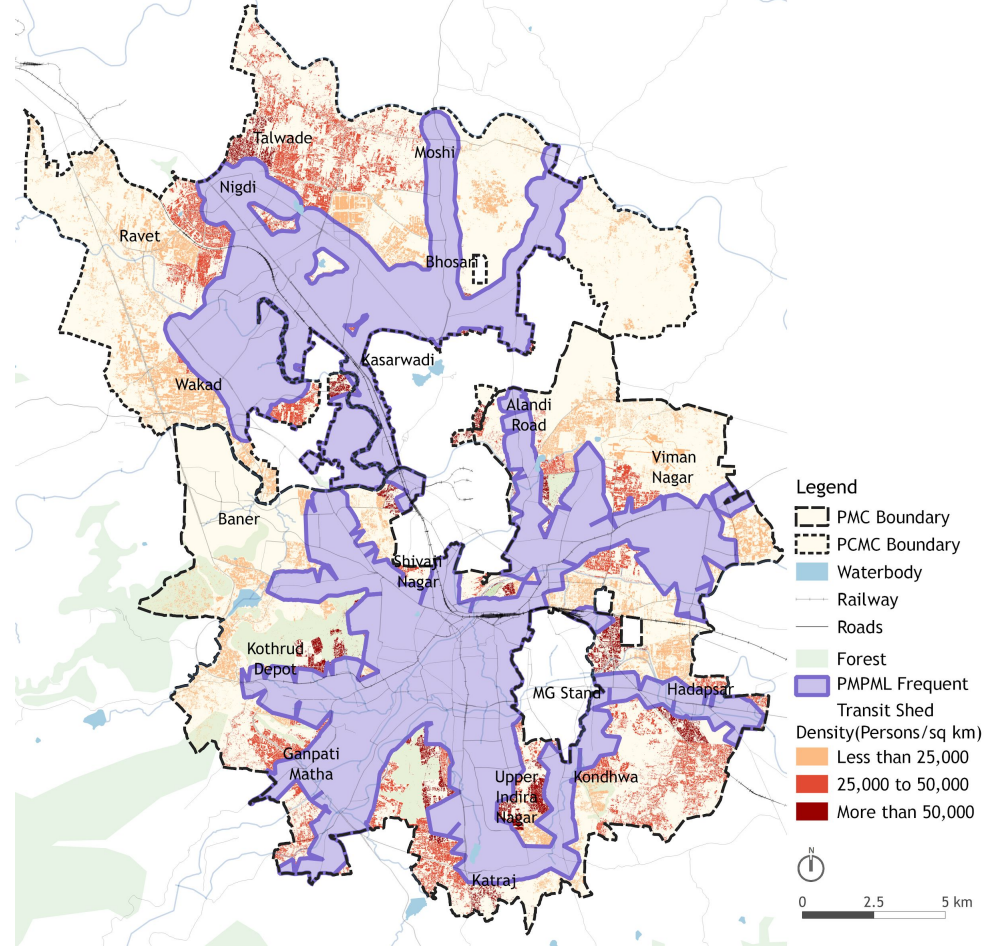 Talwade
Moshi
Nigdi
Ravet
Bhosari
Kasarwadi
Wakad
Alandi
Road
Viman
Nagar
Baner
Shivaji
Nagar
Kothrud
Depot
MG Stand
Hadapsar
Ganpati
Matha
Upper
Indira
Nagar
Kondhwa
Katraj
Legend
PMC Boundary
PCMC Boundary
Waterbody
Railway
Roads
Forest
PMPML Frequent
Transit Shed
Density(Persons/sq km)
Less than 25,000
25,000 to 50,000
More than 50,000
N
0 2.5 5 km